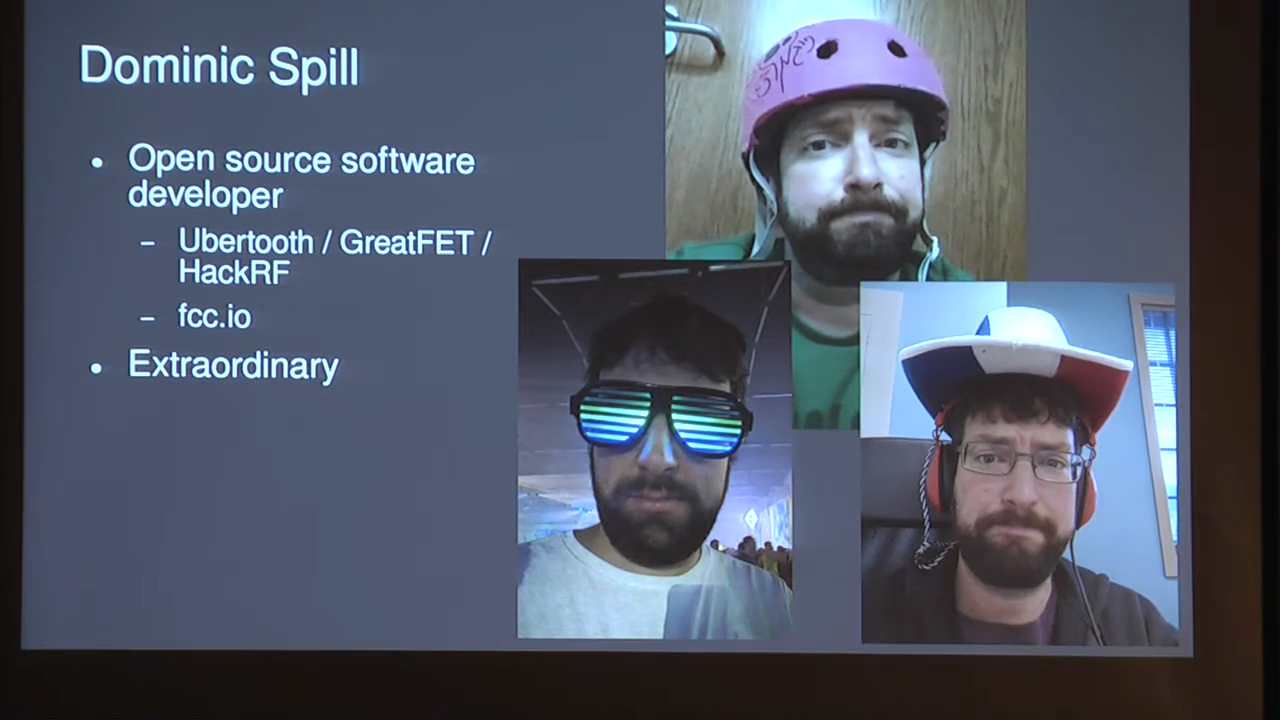 Dominic Spill
• Open source software
developer
– Ubertooth / GreatFET /
HackRF
– fcc.io
• Extraordinary